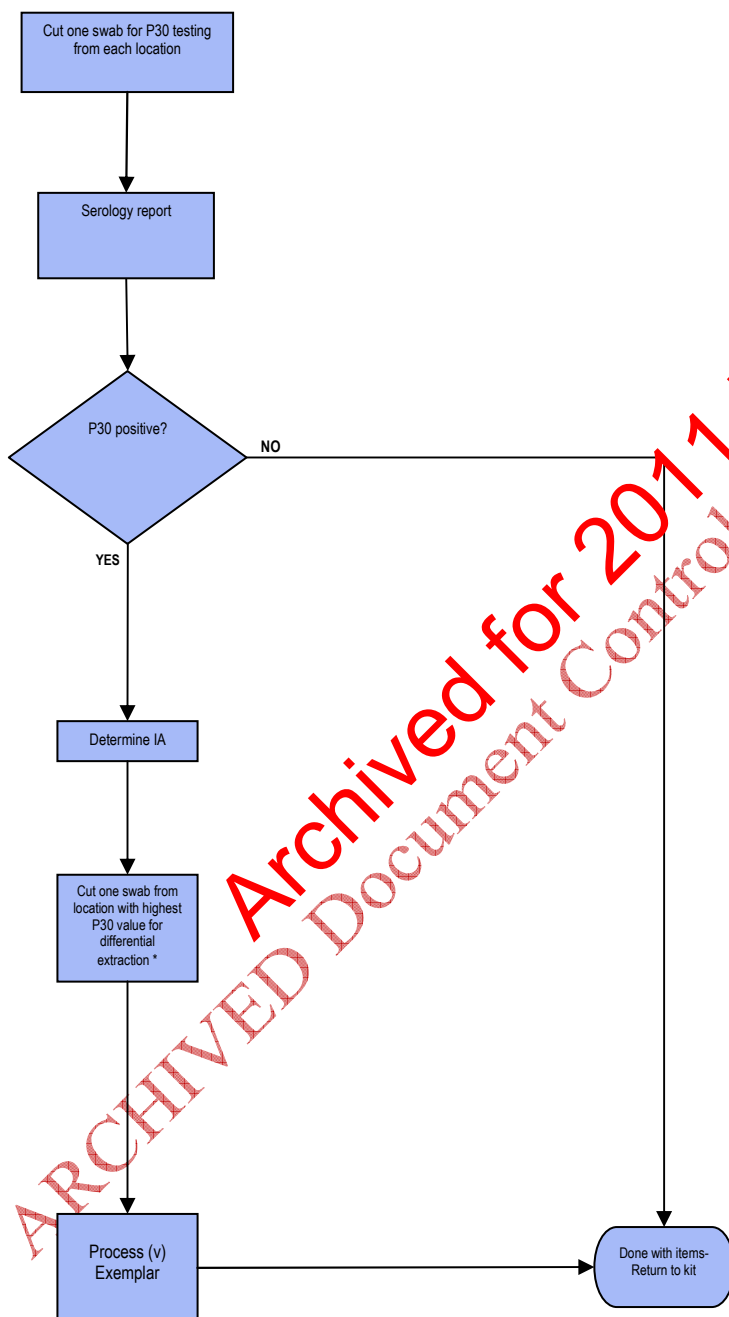 Cut one swab for P30 testing
from each location
Serology report
P30 positive?
NO
YES
Determine IA
Cut one swab from
location with highest
P30 value for
differential
extraction *
Process (v)
Exemplar
Done with items-
Return to kit
Archived for 2011
ARCHIVED Document Control